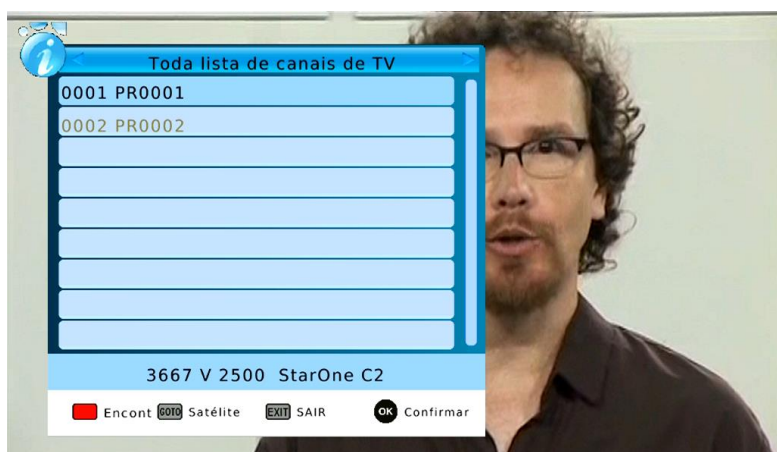 Toda lista de canais de TV
0001 PR0001
0002 PR0002
3667 V 2500 StarOne C2
Encont GOTO Satélite EXIT SAIR OK Confirmar